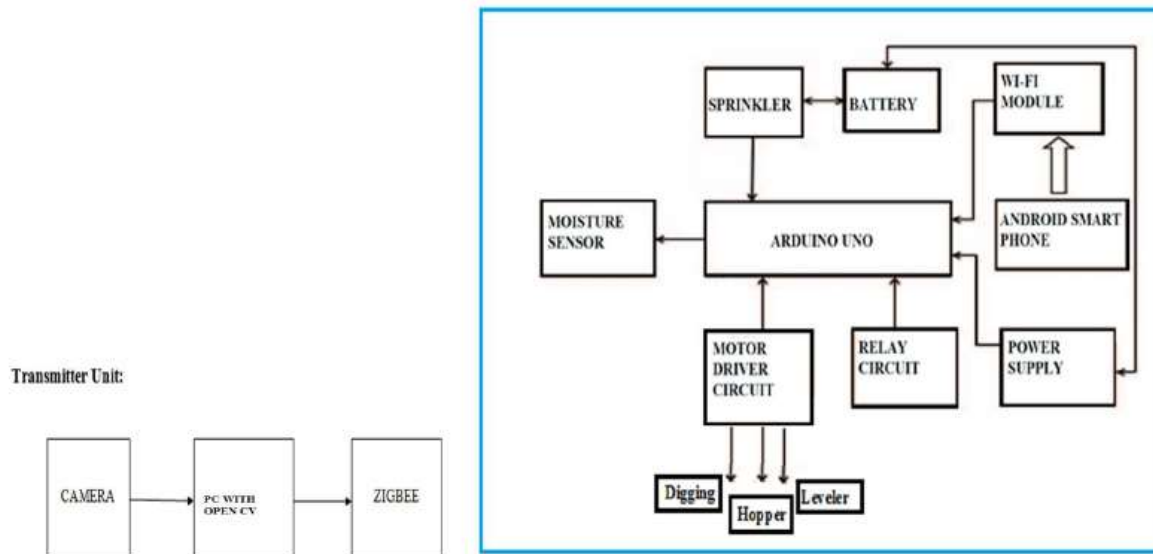 WI-FI
MODULE
SPRINKLER
BATTERY
MOISTURE
SENSOR
ARDUINO UNO
ANDROID SMART
PHONE
MOTOR
DRIVER
CIRCUIT
RELAY
CIRCUIT
POWER
SUPPLY
Digging
Hopper
Leveler
Transmitter Unit:
CAMERA
PC WITH
OPEN CV
ZIGBEE